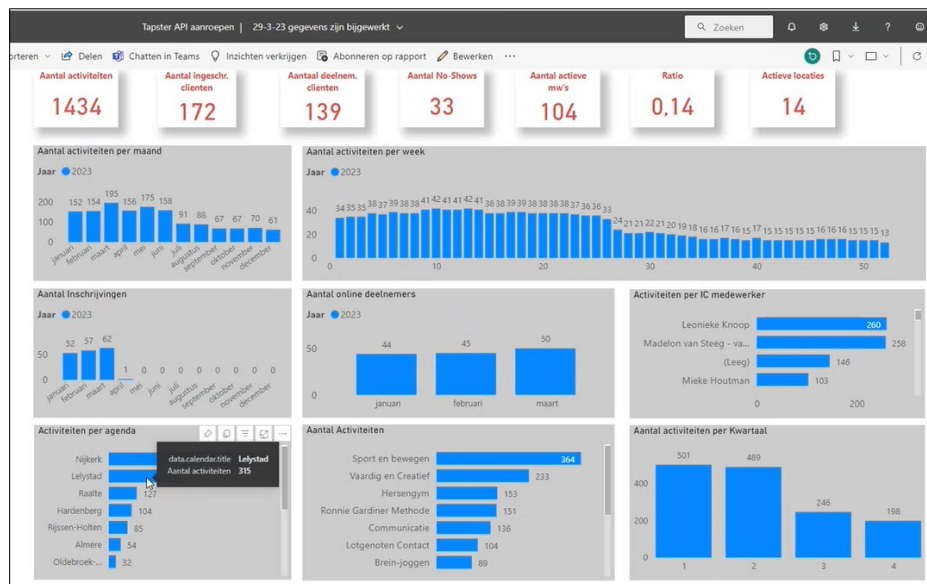 Tapster API aanroepen | 29-3-23 gegevens zijn bijgewerkt
Zoeken
?
orteren Delen Chatten in Teams Inzichten verkrijgen Abonneren op rapport Bewerken ...
Aantal activiteiten
1434
Aantal ingeschr. clienten
172
Aantaal deelnem. clienten
139
Aantal No-Shows
33
Aantal actieve mw's
104
Ratio
0,14
Actieve locaties
14
Aantal activiteiten per maand
Jaar 2023
200
100
0
152 154 195 156 175 158 91 88 67 67 70 61
januari februari maart april mei juni juli augustus september oktober november december
Aantal activiteiten per week
Jaar 2023
40
20
0
34 35 35 38 37 39 38 38 41 42 41 41 42 41 38 38 39 39 38 38 38 38 37 36 36 33 24 21 21 22 21 20 19 18 16 16 17 16 15 17 15 15 15 15 15 16 16 16 15 15 15 13
0 10 20 30 40 50
Aantal Inschrijvingen
Jaar 2023
50
0
52 57 62 1 0 0 0 0 0 0 0 0
januari februari maart april mei juni juli augustus september oktober november december
Aantal online deelnemers
Jaar 2023
50
0
44 45 50
januari februari maart
Activiteiten per IC medewerker
Leonieke Knoop 260
Madelon van Steeg - va... 258
(Leeg) 146
Mieke Houtman 103
0 200
Activiteiten per agenda
Nijkerk
Lelystad
Raalte 127
Hardenberg 104
Rijssen-Holten 85
Almere 54
Oldebroek-... 32
data.calendar.title Lelystad
Aantal activiteiten 315
Aantal Activiteiten
Sport en bewegen 364
Vaardig en Creatief 233
Hersengym 153
Ronnie Gardiner Methode 151
Communicatie 136
Lotgenoten Contact 104
Brein-joggen 89
Aantal activiteiten per Kwartaal
400
200
0
501 489 246 198
1 2 3 4